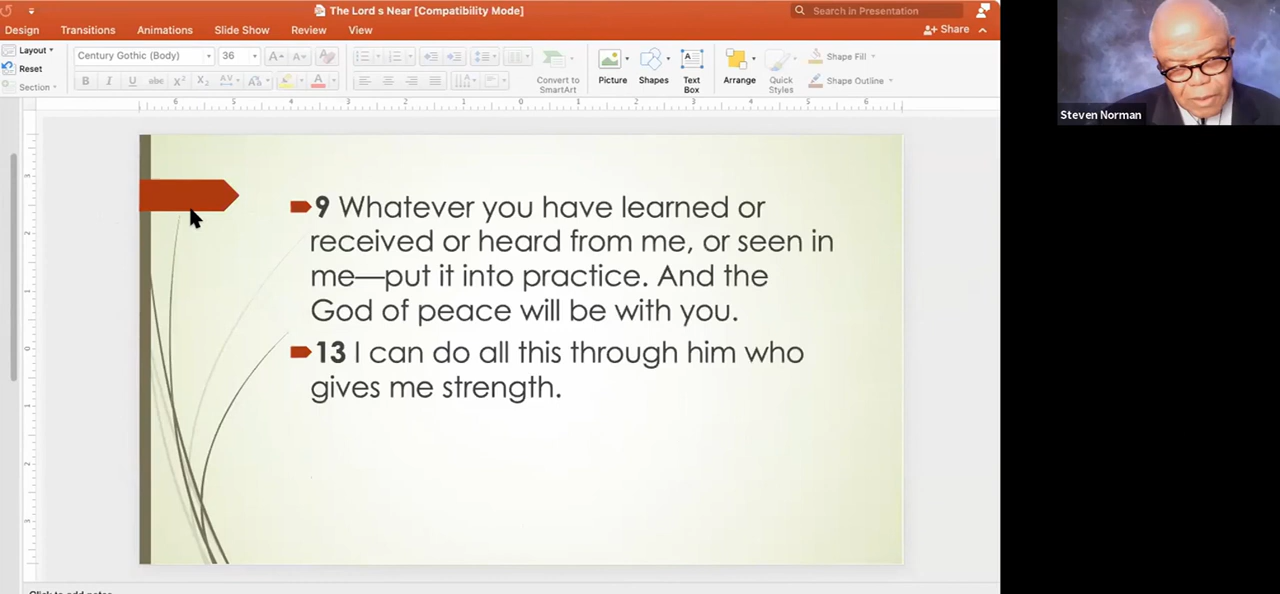 The Lord s Near [Compatibility Mode]
Search in Presentation
Design Transitions Animations Slide Show Review View
Share
Layout
Reset
Section
Century Gothic (Body) 36
Convert to
SmartArt
Picture
Shapes
Text
Box
Arrange
Quick
Styles
Shape Fill
Shape Outline
Steven Norman
9 Whatever you have learned or
received or heard from me, or seen in
me—put it into practice. And the
God of peace will be with you.
13 I can do all this through him who
gives me strength.
Click to add notes